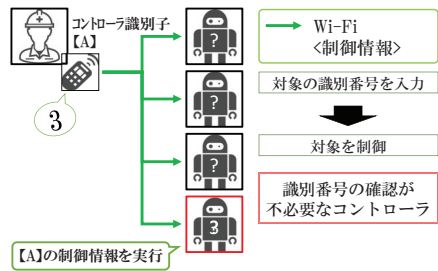 コントローラ識別子
【A】
3
?
?
?
3
【A】の制御情報を実行
Wi-Fi
<制御情報>
対象の識別番号を入力
対象を制御
識別番号の確認が
不必要なコントローラ